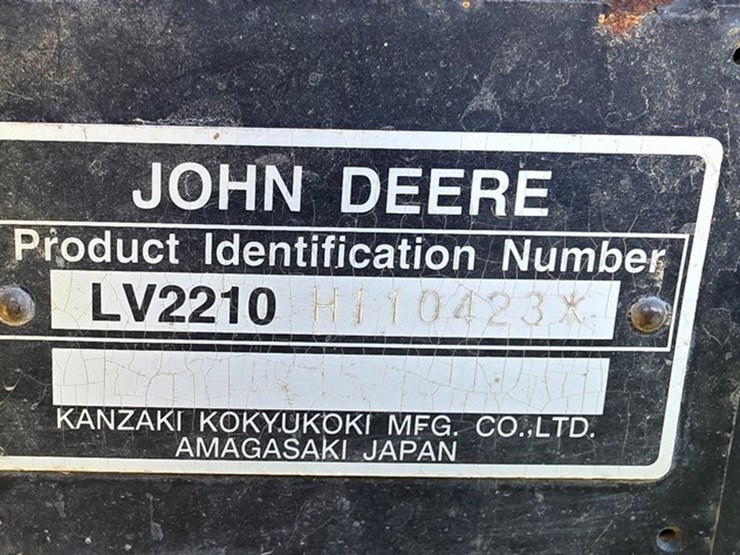 JOHN DEERE
Product Identification Number
LV2210 H110423*
KANZAKI KOKYUKOKI MFG. CO.,LTD.
AMAGASAKI JAPAN